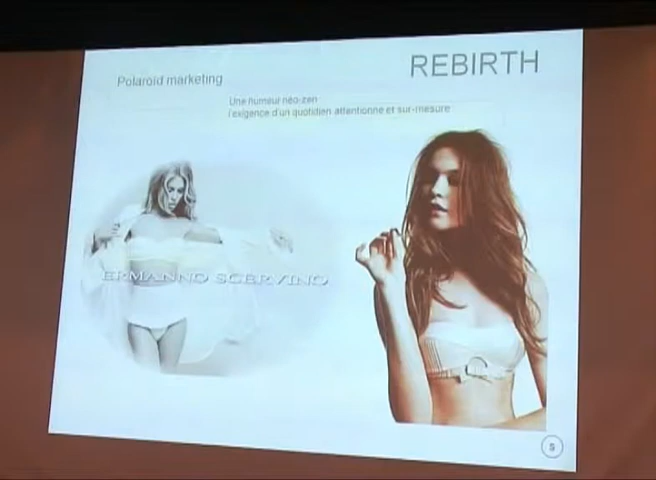 REBIRTH
Polaroid marketing
Une humeur néo-zen
l'exigence d'un quotidien attentionné et sur-mesure
ERMANNO SCERVINO
5